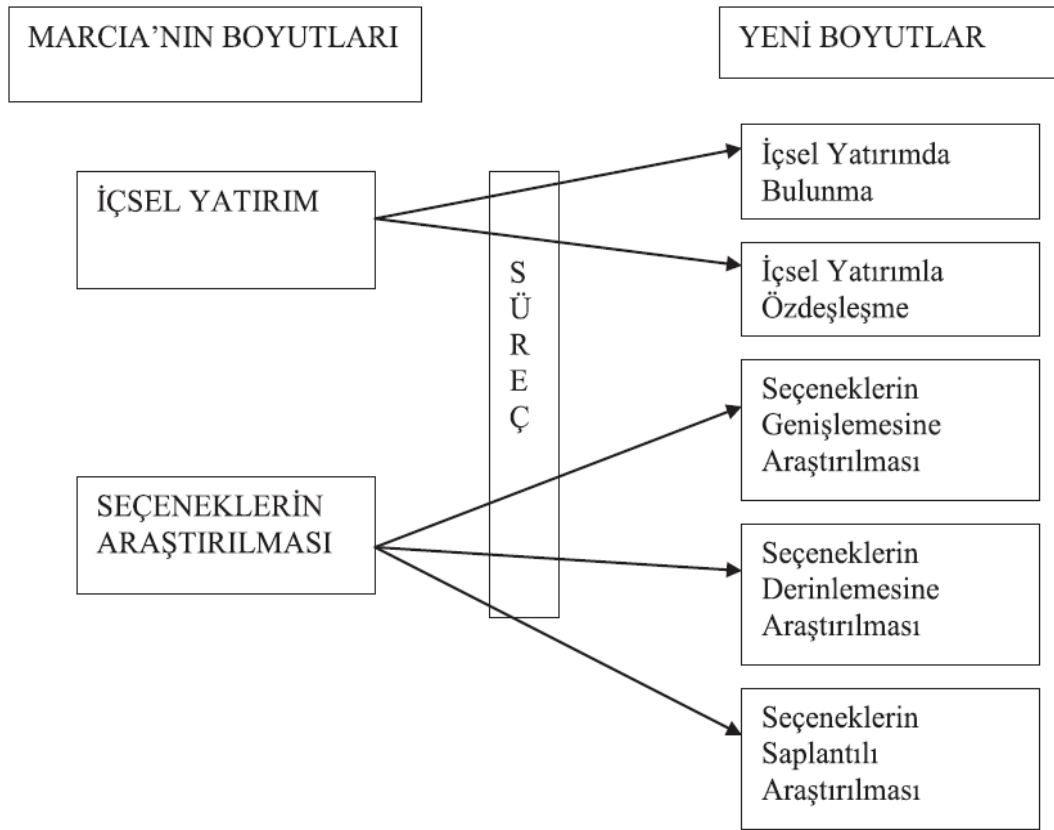 MARCIA’NIN BOYUTLARI
YENİ BOYUTLAR
İÇSEL YATIRIM
SÜREÇ
İçsel Yatırımda
Bulunma
İçsel Yatırımla
Özdeşleşme
SEÇENEKLERİN
ARAŞTIRILMASI
Seçeneklerin
Genişlemesine
Araştırılması
Seçeneklerin
Derinlemesine
Araştırılması
Seçeneklerin
Saplantılı
Araştırılması